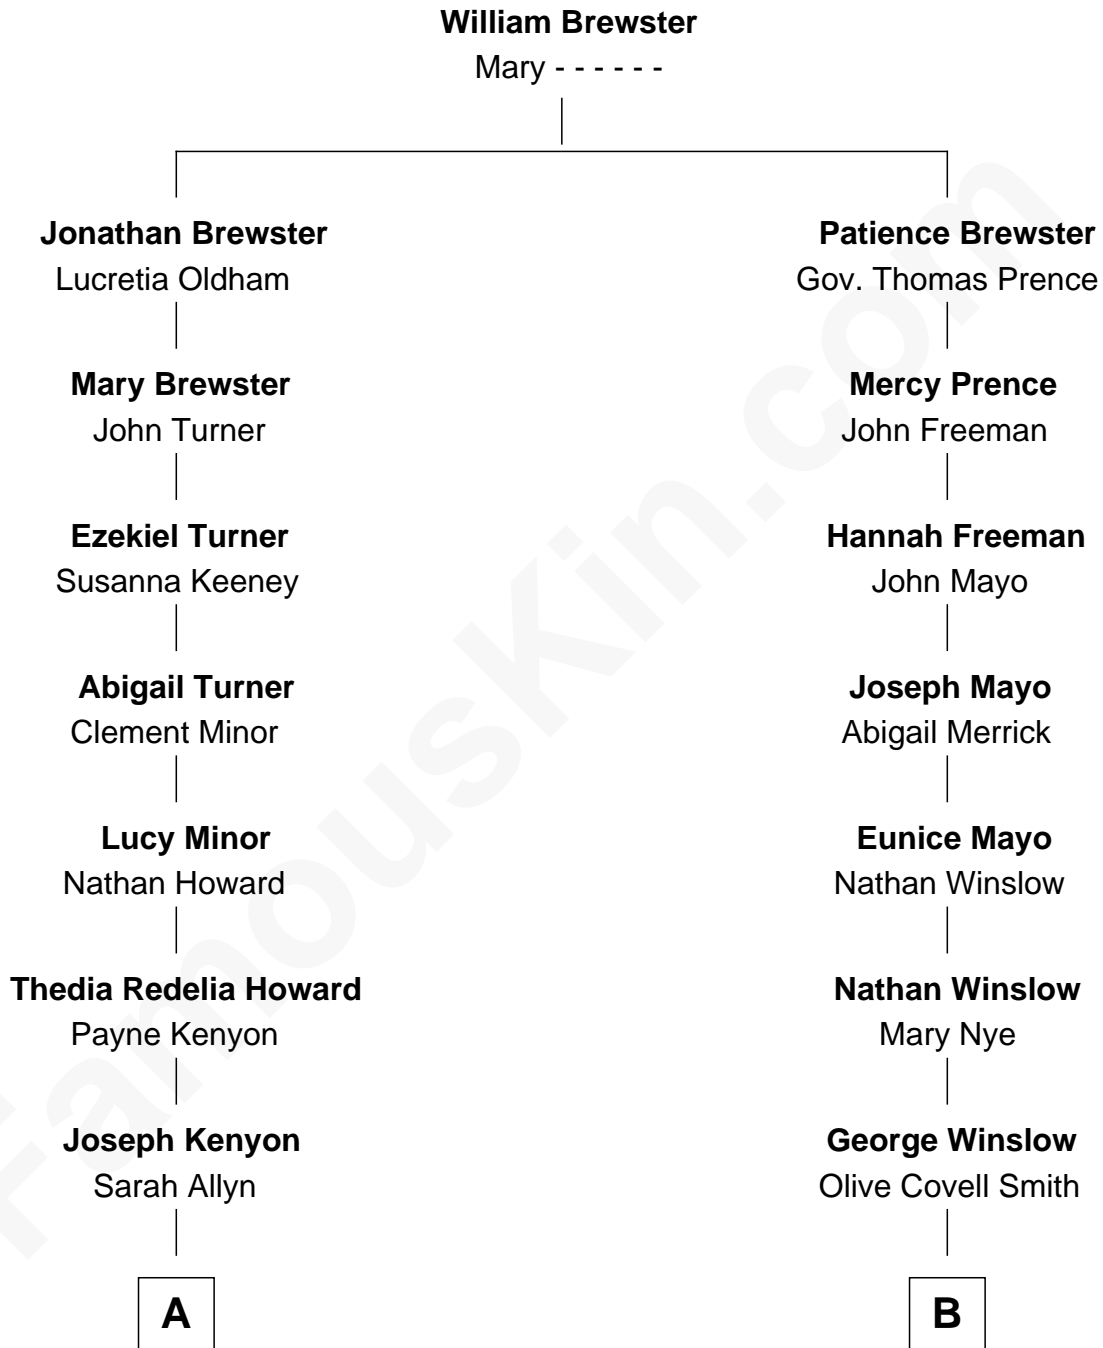 William Brewster
Mary - - - - - -
Jonathan Brewster
Lucretia Oldham
Patience Brewster
Gov. Thomas Prence
Mary Brewster
John Turner
Mercy Prence
John Freeman
Ezekiel Turner
Susanna Keeney
Hannah Freeman
John Mayo
Abigail Turner
Clement Minor
Joseph Mayo
Abigail Merrick
Lucy Minor
Nathan Howard
Eunice Mayo
Nathan Winslow
Thedia Redelia Howard
Payne Kenyon
Nathan Winslow
Mary Nye
Joseph Kenyon
Sarah Allyn
George Winslow
Olive Covell Smith
A
B
FamousKin.com